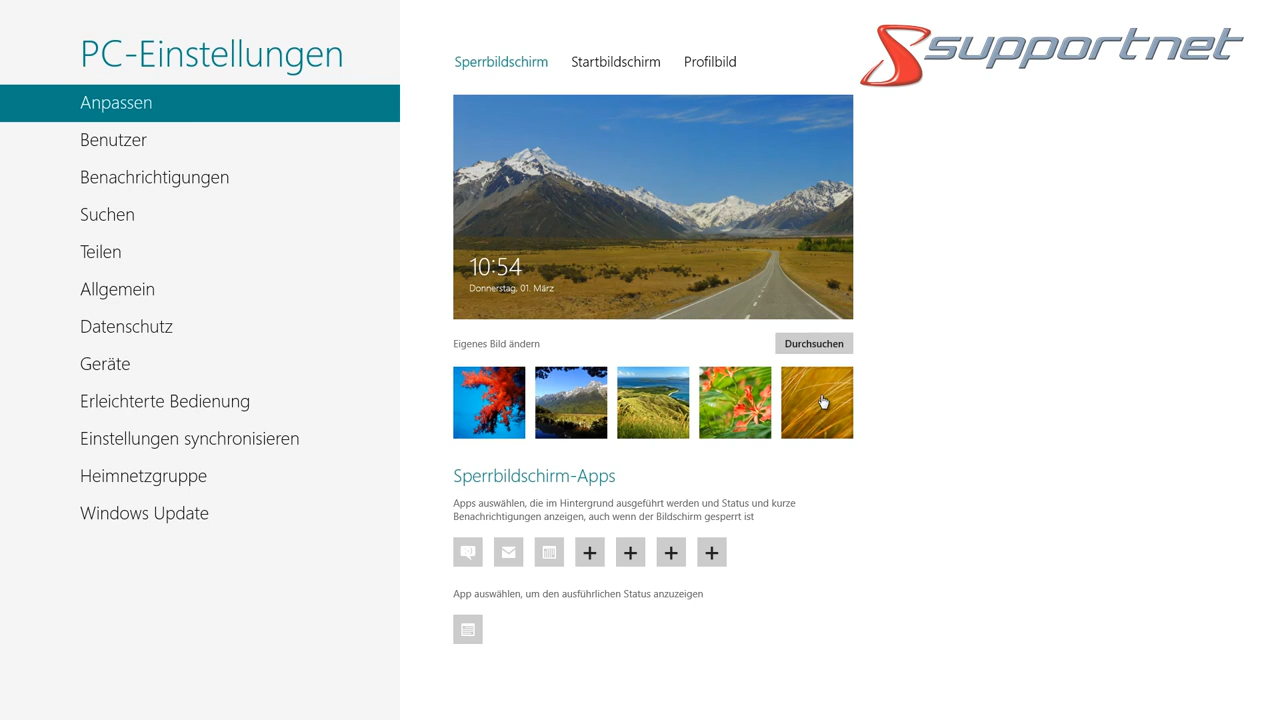 PC-Einstellungen
Anpassen
Benutzer
Benachrichtigungen
Suchen
Teilen
Allgemein
Datenschutz
Geräte
Erleichterte Bedienung
Einstellungen synchronisieren
Heimnetzgruppe
Windows Update
Sperrbildschirm Startbildschirm Profilbild
supportnet
10:54
Donnerstag, 01. März
Eigenes Bild ändern
Durchsuchen
Sperrbildschirm-Apps
Apps auswählen, die im Hintergrund ausgeführt werden und Status und kurze
Benachrichtigungen anzeigen, auch wenn der Bildschirm gesperrt ist
App auswählen, um den ausführlichen Status anzuzeigen